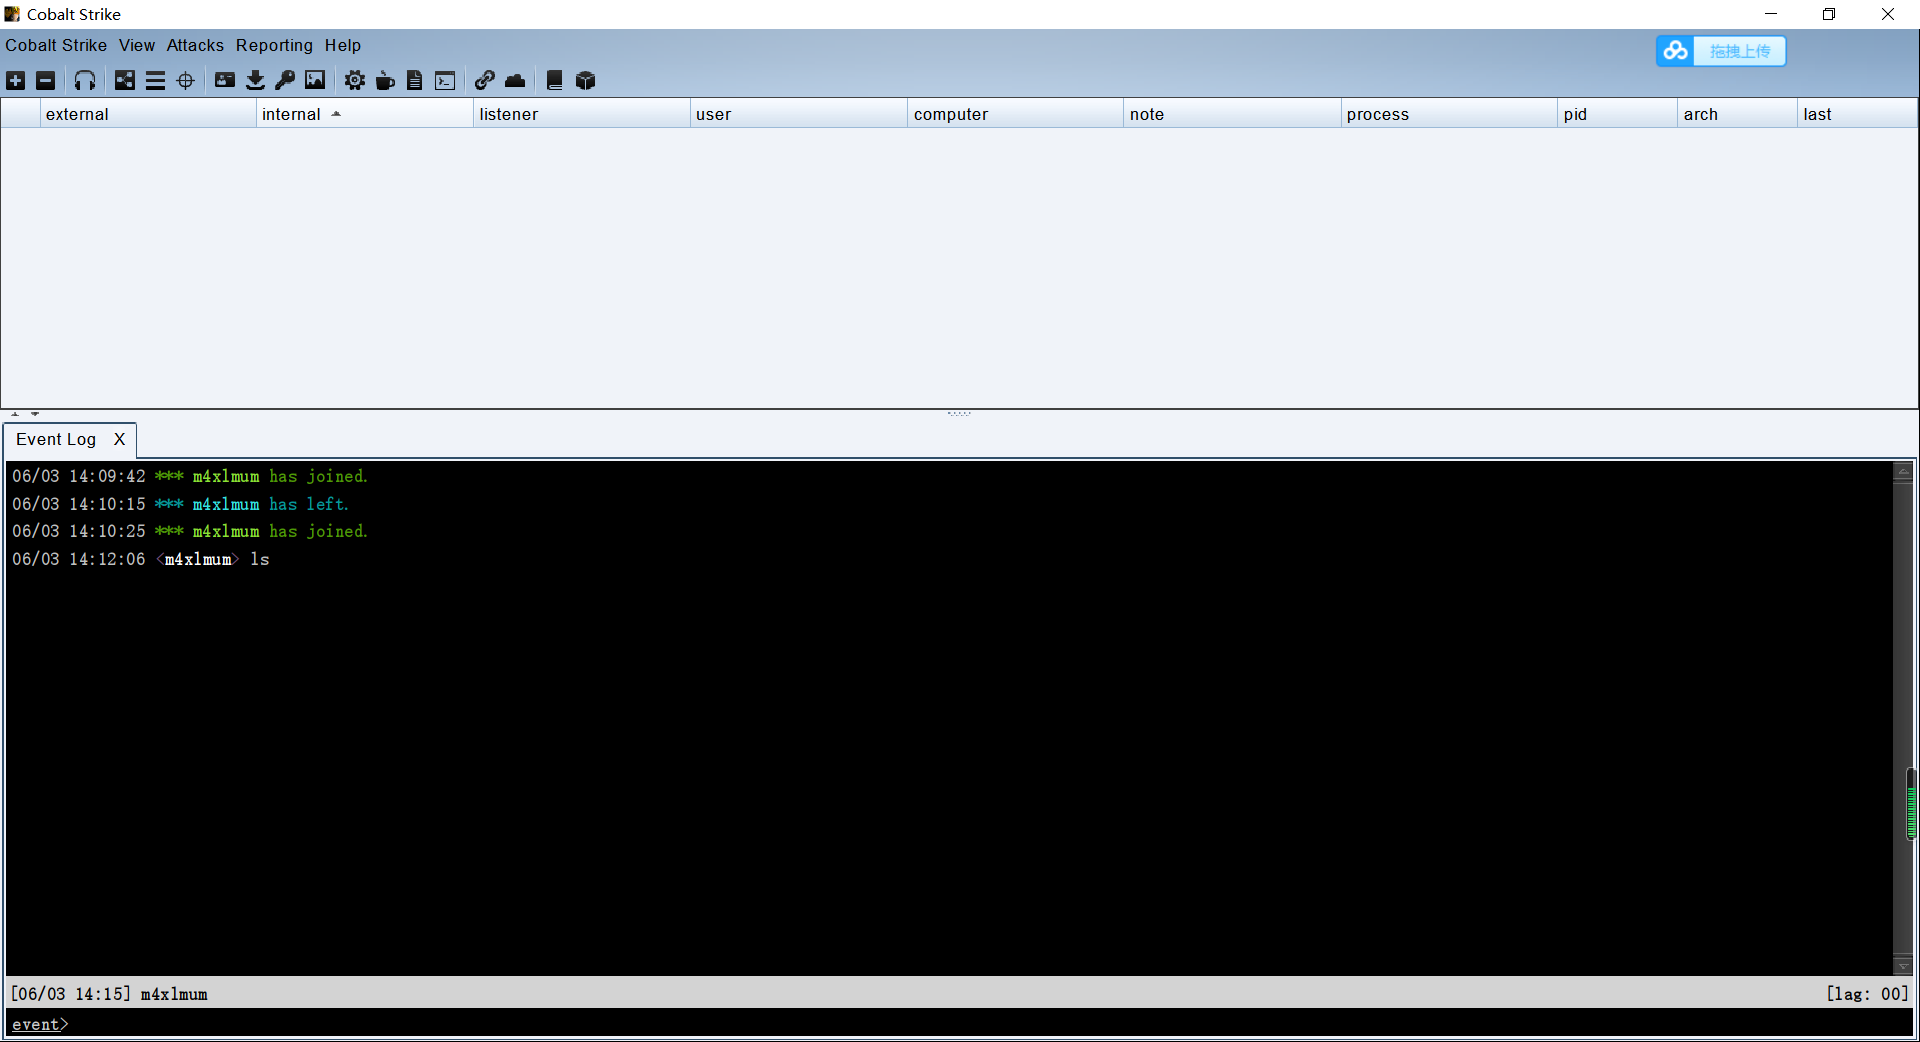 Cobalt Strike
Cobalt Strike View Attacks Reporting Help
拖拽上传
external internal listener user computer note process pid arch last
Event Log X
06/03 14:09:42 *** m4xlmum has joined.
06/03 14:10:15 *** m4xlmum has left.
06/03 14:10:25 *** m4xlmum has joined.
06/03 14:12:06 <m4xlmum> ls
[06/03 14:15] m4xlmum [lag: 00]
event>